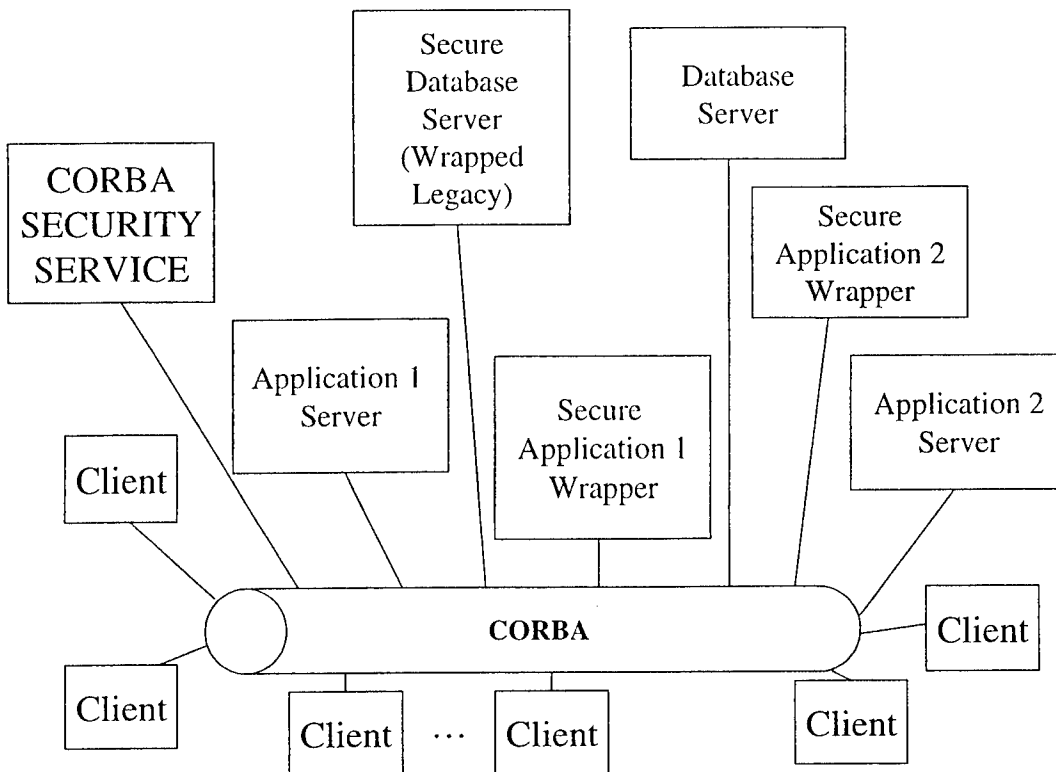 Secure
Database
Server
(Wrapped
Legacy)
Database
Server
CORBA
SECURITY
SERVICE
Secure
Application 2
Wrapper
Application 1
Server
Secure
Application 1
Wrapper
Application 2
Server
Client
CORBA
Client
Client
Client
...
Client
Client